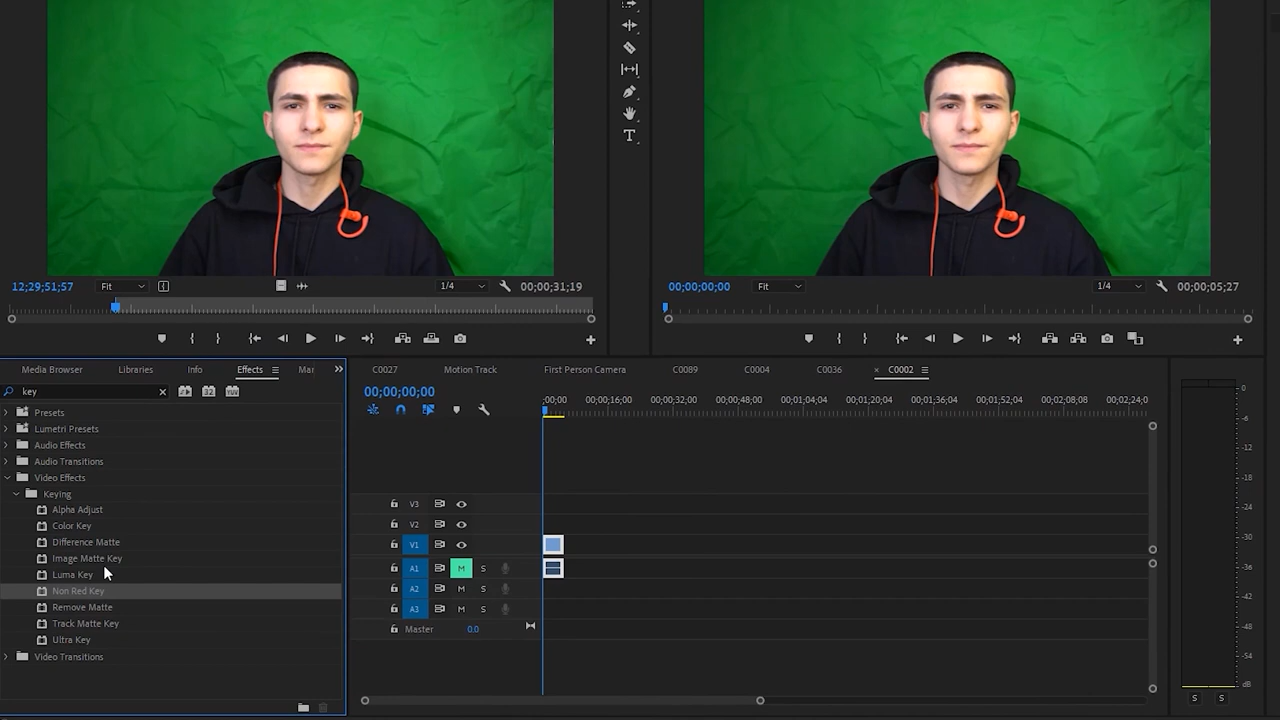 12;29;51;57 Fit 1/4 00;00;31;19
00;00;00;00 Fit 1/4 00;00;05;27
Media Browser Libraries Info Effects Mar
key
Presets
Lumetri Presets
Audio Effects
Audio Transitions
Video Effects
Keying
Alpha Adjust
Color Key
Difference Matte
Image Matte Key
Luma Key
Non Red Key
Remove Matte
Track Matte Key
Ultra Key
Video Transitions
C0027 Motion Track First Person Camera C0089 C0004 C0036 × C0002
00;00;00;00
;00;00 00;00;16;00 00;00;32;00 00;00;48;00 00;01;04;04 00;01;20;04 00;01;36;04 00;01;52;04 00;02;08;08 00;02;24;0
V3
V2
V1
A1 M S
A2 M S
A3 M S
Master 0.0
0
-6
-12
-18
-24
-30
-36
-42
-48
-54
dB
S S